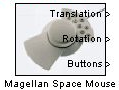 Translation >
Rotation >
Buttons >
Magellan Space Mouse